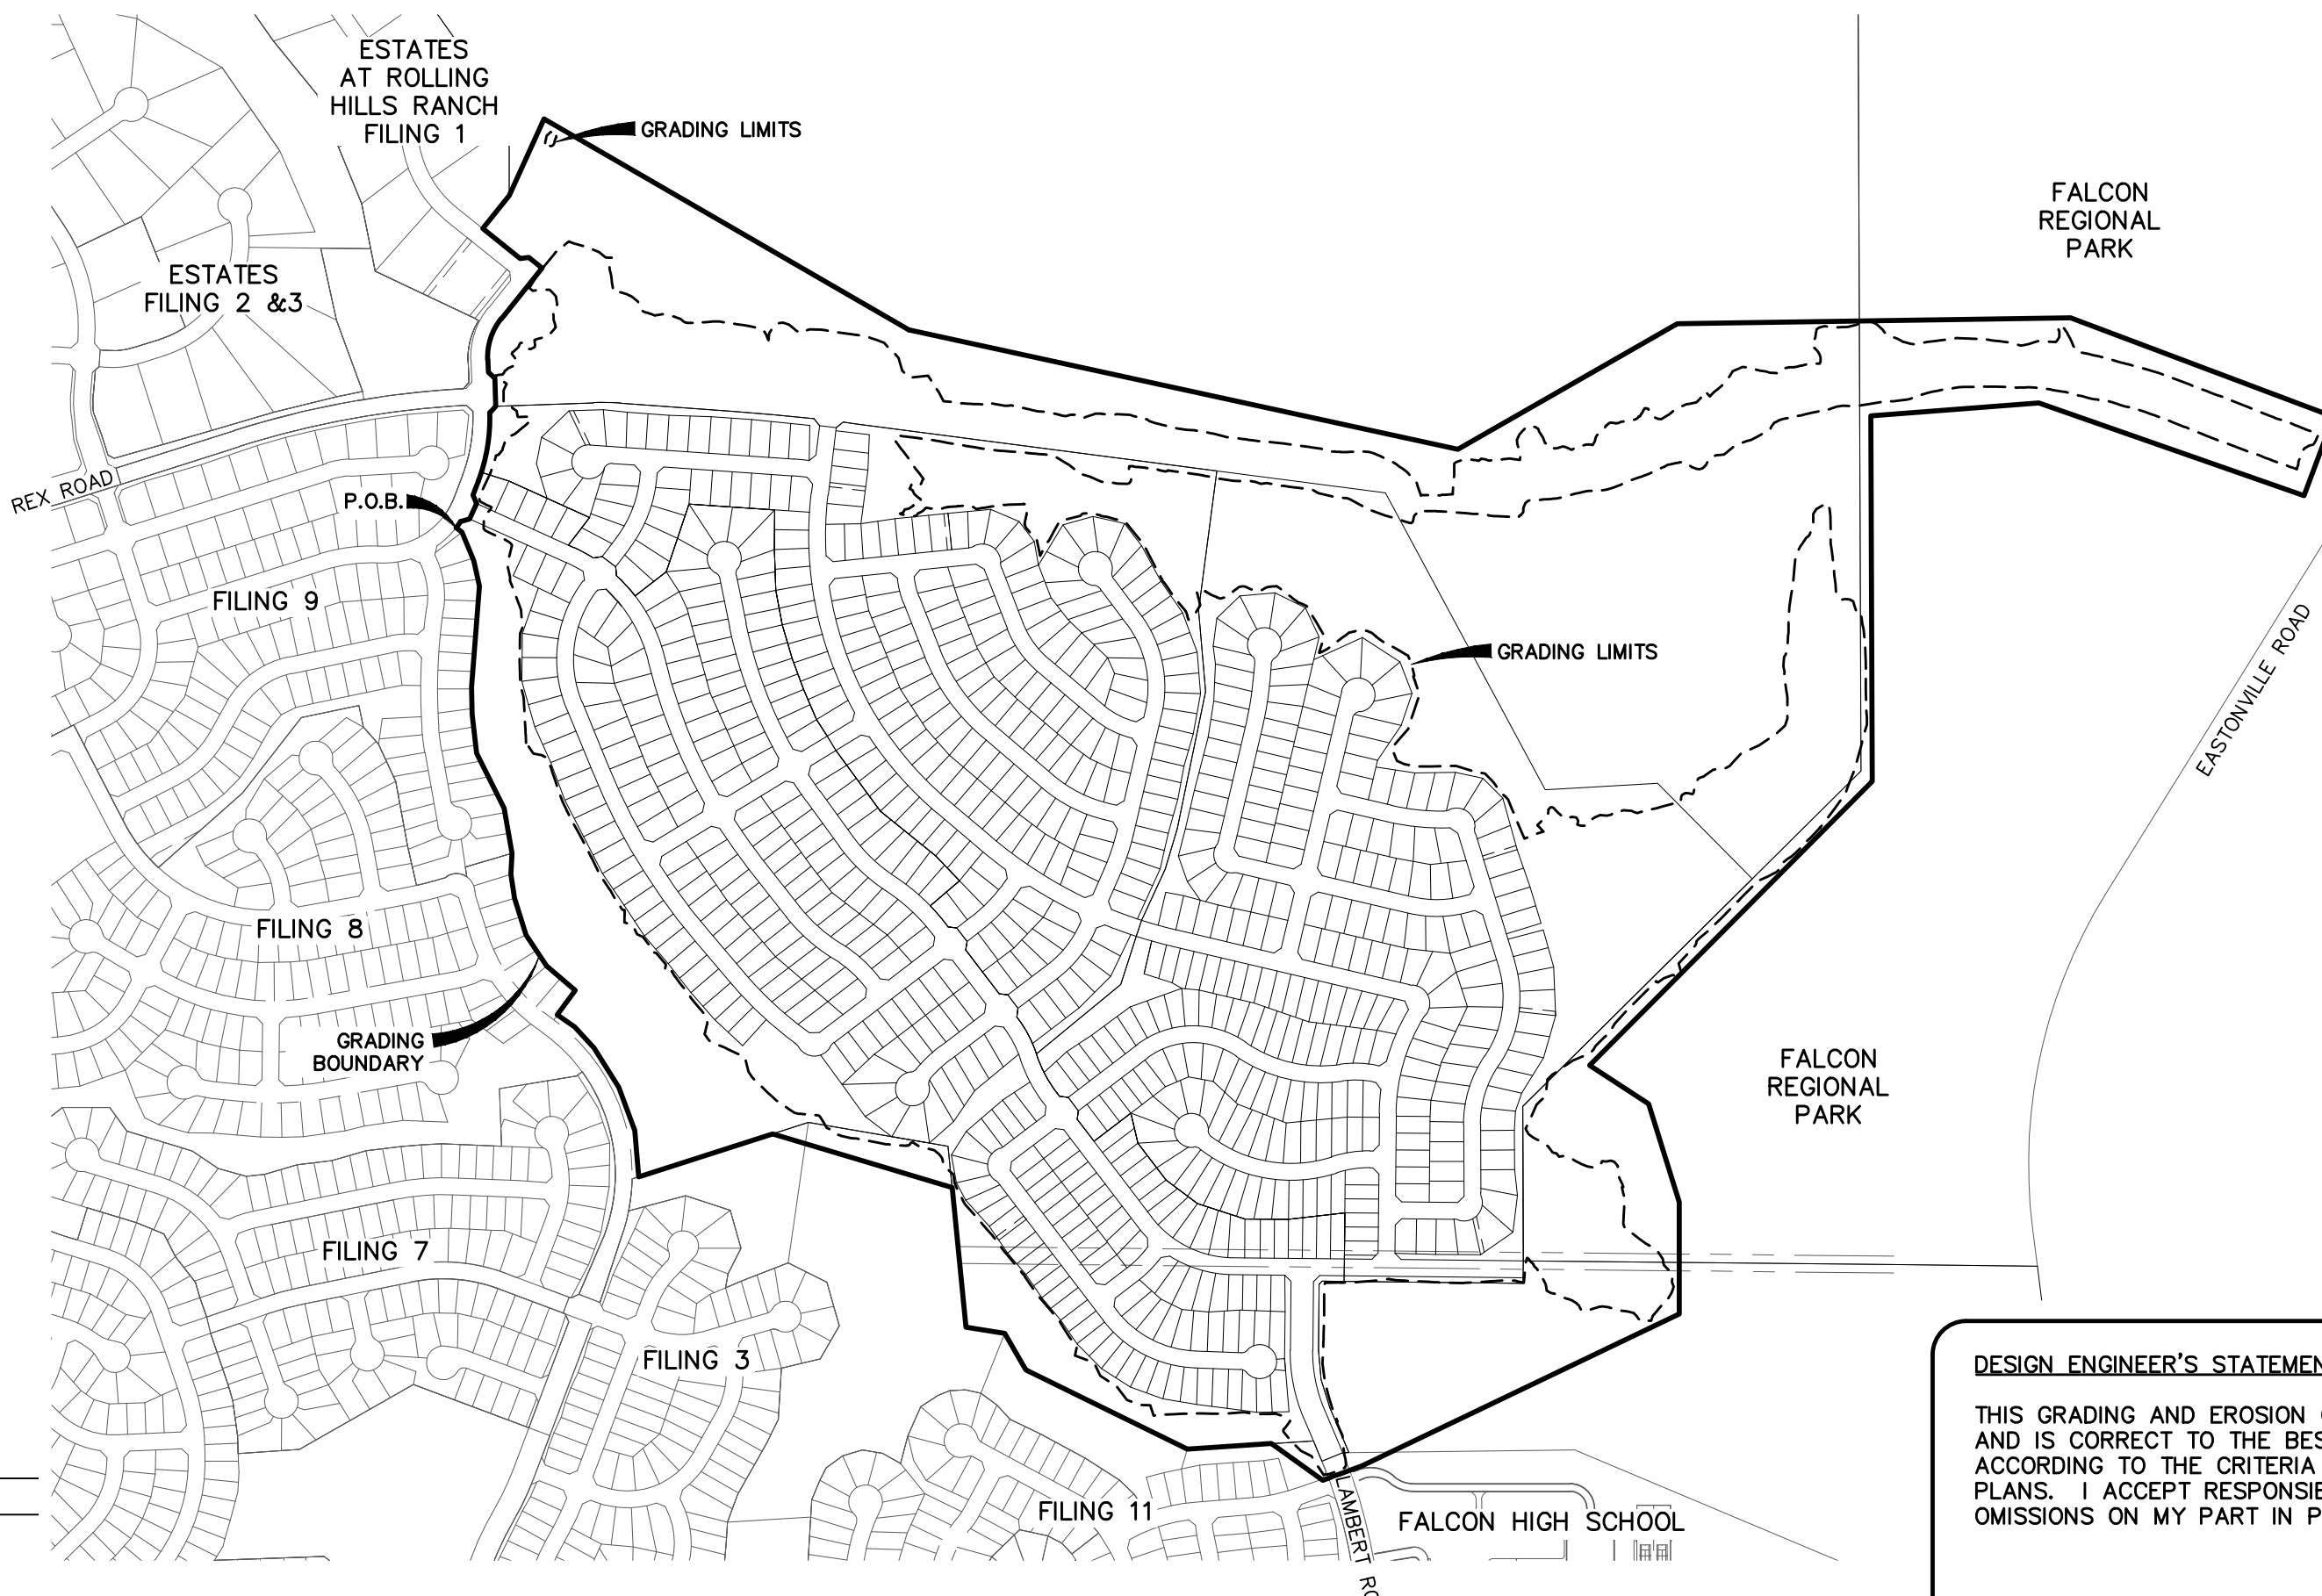 ESTATES
AT ROLLING
HILLS RANCH
FILING 1
GRADING LIMITS
FALCON
REGIONAL
PARK
ESTATES
FILING 2 &3
REX ROAD
P.O.B.
FILING 9
GRADING LIMITS
EASTONVILLE ROAD
FILING 8
GRADING
BOUNDARY
FALCON
REGIONAL
PARK
FILING 7
FILING 3
FILING 11
LAMBERT
FALCON HIGH SCHOOL
DESIGN ENGINEER'S
THIS GRADING AND EROSION
AND IS CORRECT TO THE
ACCORDING TO THE CRITERIA
PLANS. I ACCEPT
OMISSIONS ON MY PART IN